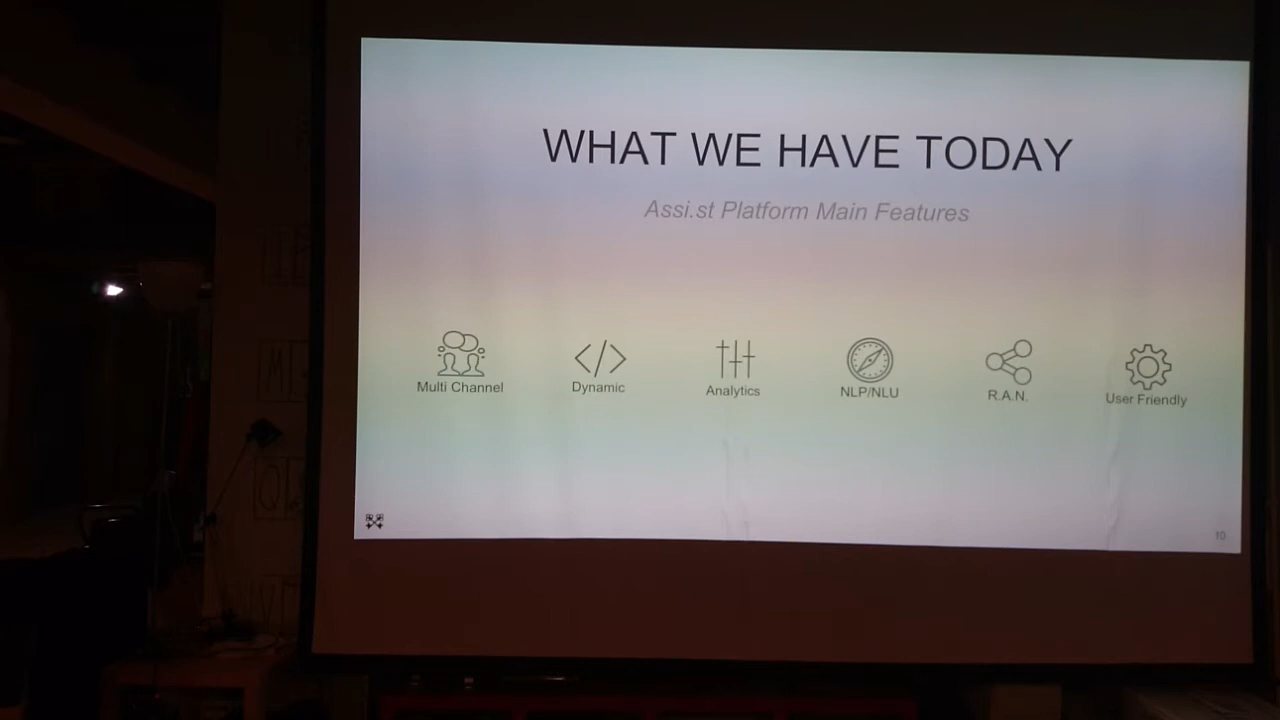 WHAT WE HAVE TODAY
Assi.st Platform Main Features
Multi Channel
Dynamic
Analytics
NLP/NLU
R.A.N.
User Friendly
10